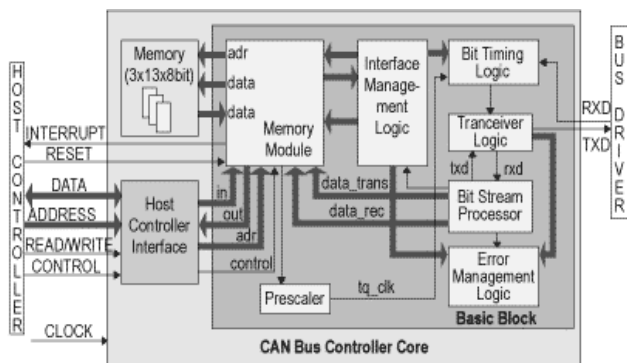 HOST CONTROLLER
INTERRUPT
RESET
DATA
ADDRESS
READ/WRITE
CONTROL
CLOCK
Memory
(3x13x8bit)
adr
data
data
Memory
Module
Host
Controller
Interface
in
out
adr
control
Interface
Manage-
ment
Logic
data_trans
data_rec
Prescaler
tq_clk
Bit Timing
Logic
Tranceiver
Logic
txd
rxd
Bit Stream
Processor
Error
Management
Logic
Basic Block
CAN Bus Controller Core
RXD
TXD
BUS DRIVER